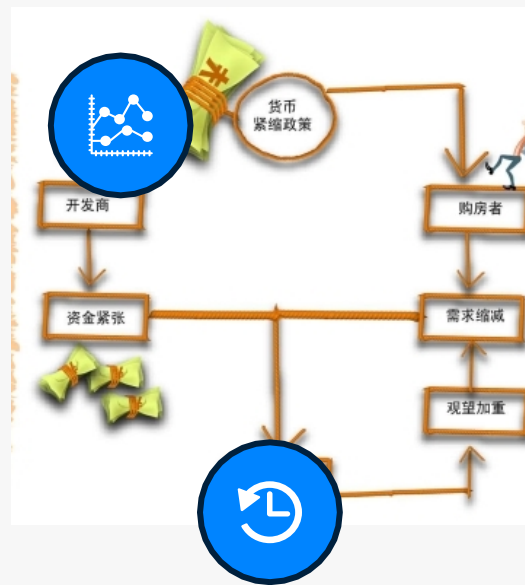 货币
紧缩政策
开发商
购房者
资金紧张
需求缩减
观望加重